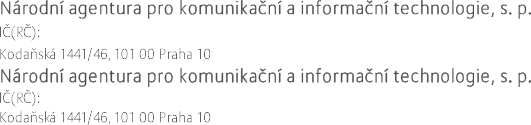 Národní agentura pro komunikační a informační technologie, s. p.
IČ(RČ):
Kodaňská 1441/46, 101 00 Praha 10
Národní agentura pro komunikační a informační technologie, s. p.
IČ(RČ):
Kodaňská 1441/46, 101 00 Praha 10